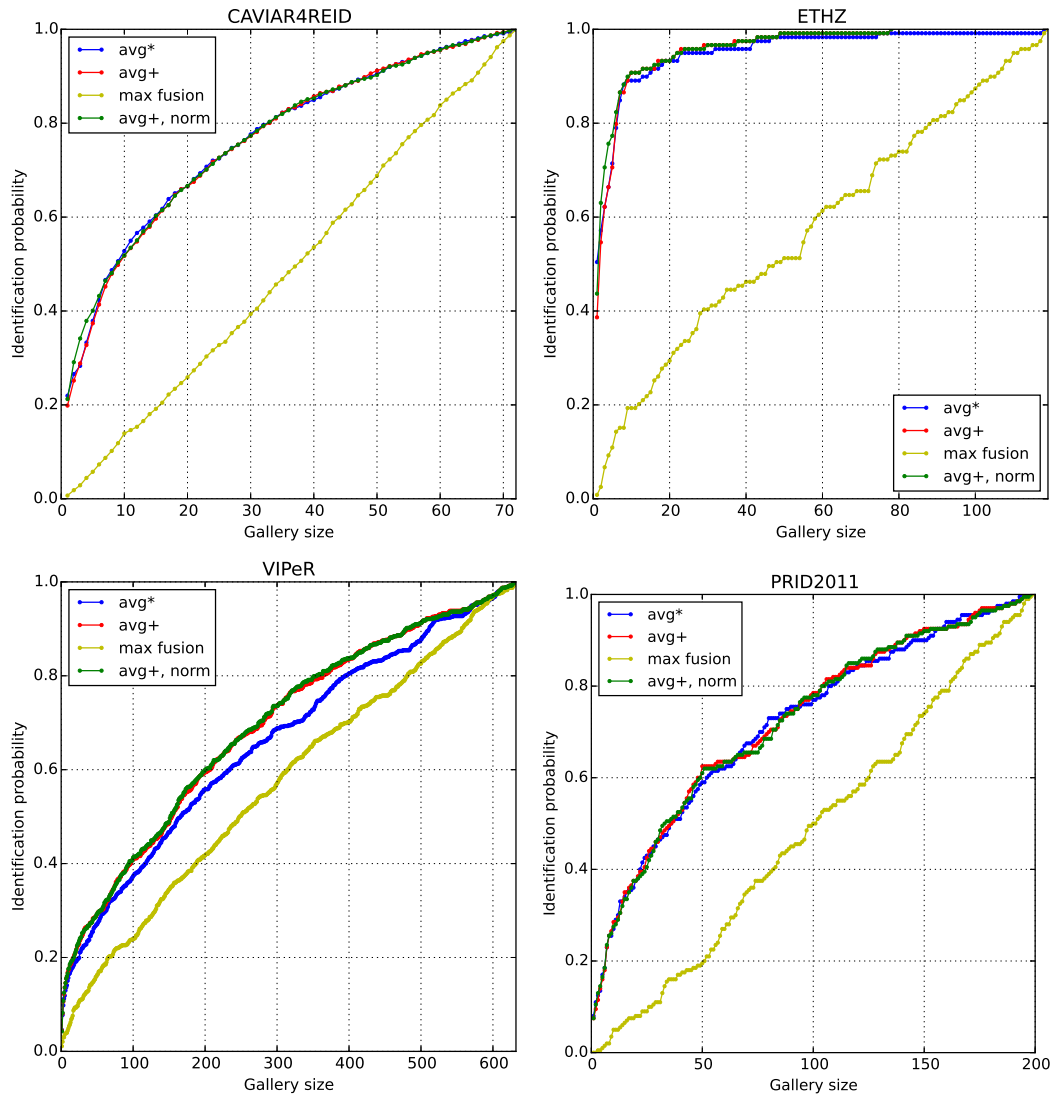 CAVIAR4REID
1.0
0.8
0.6
0.4
0.2
0.0
Identification probability
avg*
avg+
max fusion
avg+, norm
0 10 20 30 40 50 60 70
Gallery size
ETHZ
1.0
0.8
0.6
0.4
0.2
0.0
Identification probability
avg*
avg+
max fusion
avg+, norm
0 20 40 60 80 100
Gallery size
VIPeR
1.0
0.8
0.6
0.4
0.2
0.0
Identification probability
avg*
avg+
max fusion
avg+, norm
0 100 200 300 400 500 600
Gallery size
PRID2011
1.0
0.8
0.6
0.4
0.2
0.0
Identification probability
avg*
avg+
max fusion
avg+, norm
0 50 100 150 200
Gallery size